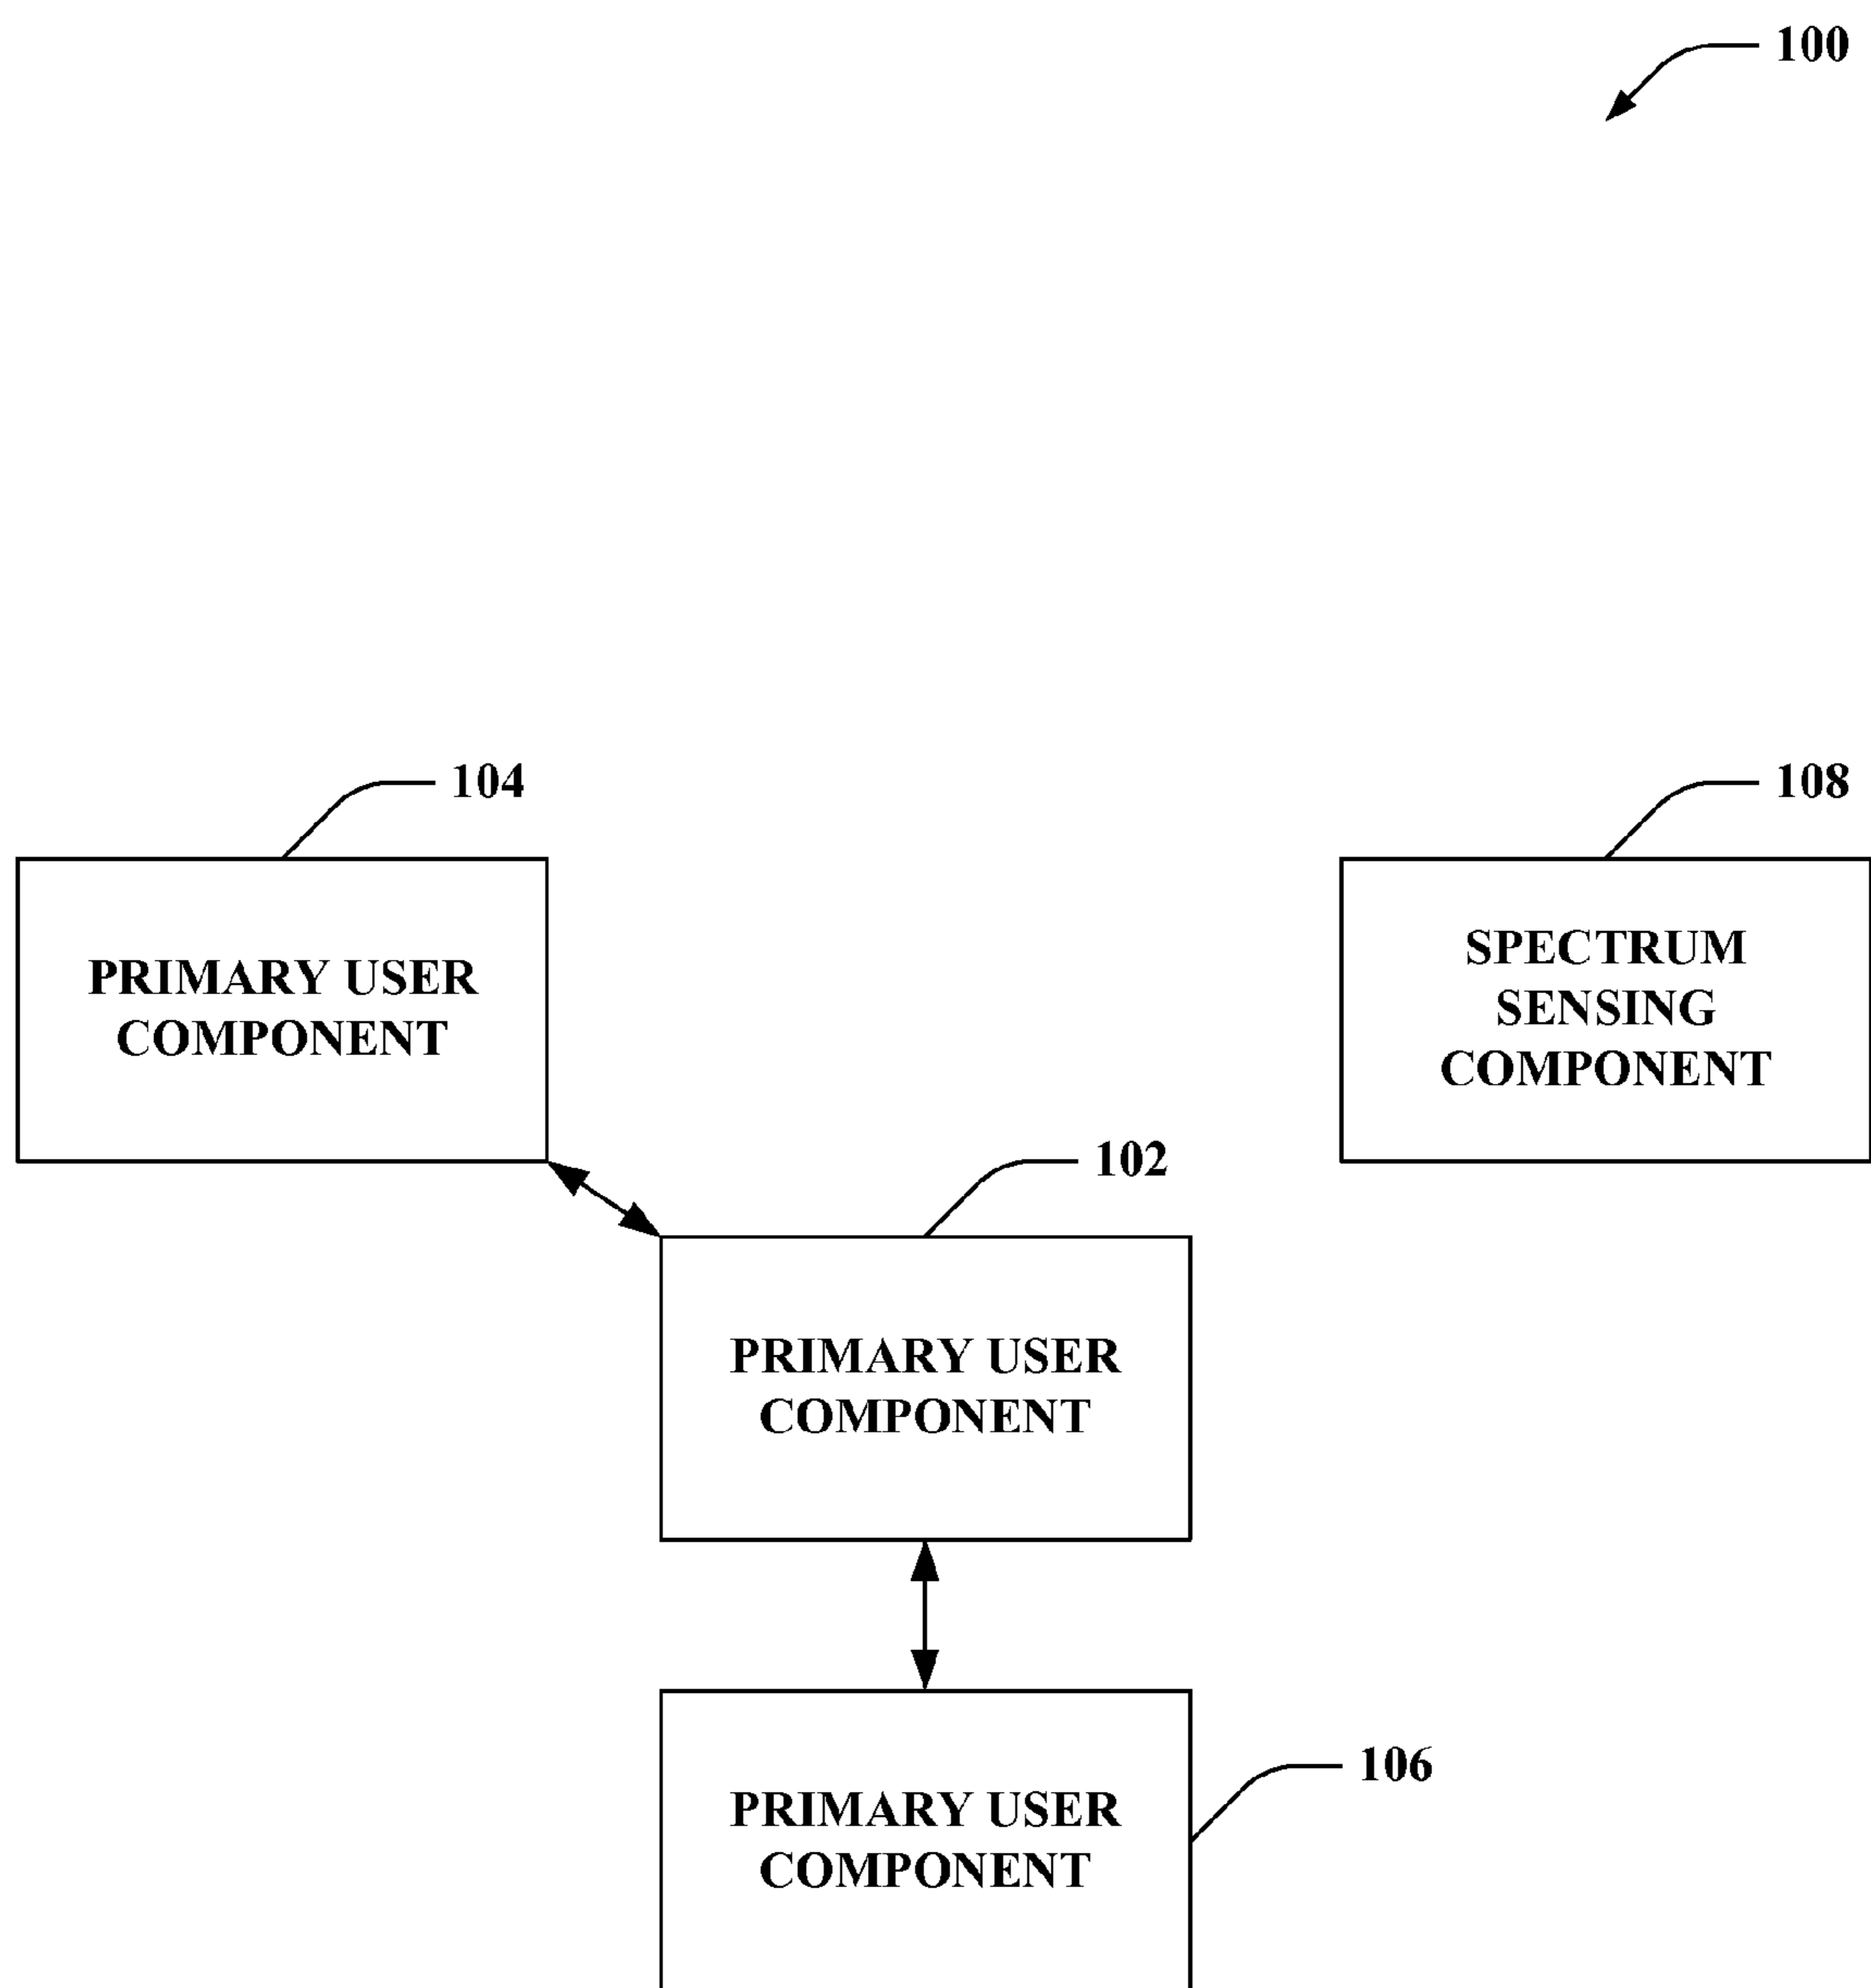 100
104
108
PRIMARY USER
COMPONENT
SPECTRUM
SENSING
COMPONENT
102
PRIMARY USER
COMPONENT
106
PRIMARY USER
COMPONENT